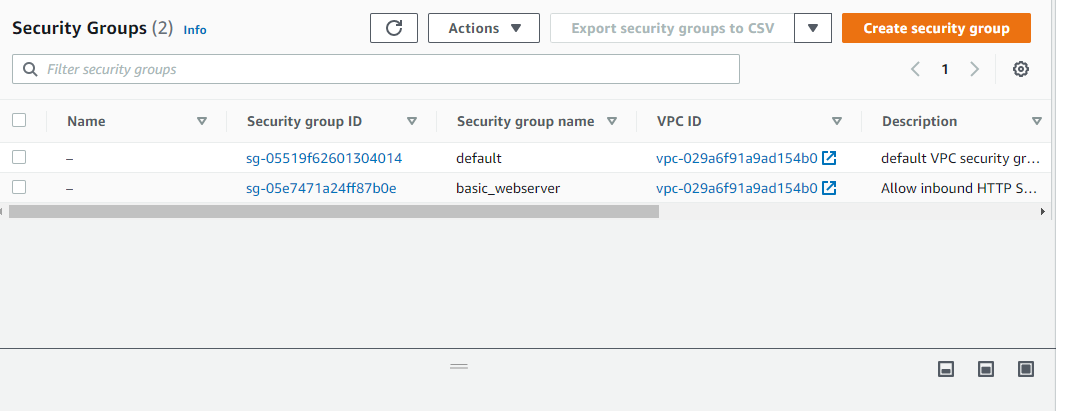 Security Groups (2) Info Actions Export security groups to CSV Create security group
Filter security groups 1
Name Security group ID Security group name VPC ID Description
– sg-05519f62601304014 default vpc-029a6f91a9ad154b0 default VPC security gr...
– sg-05e7471a24ff87b0e basic_webserver vpc-029a6f91a9ad154b0 Allow inbound HTTP S...